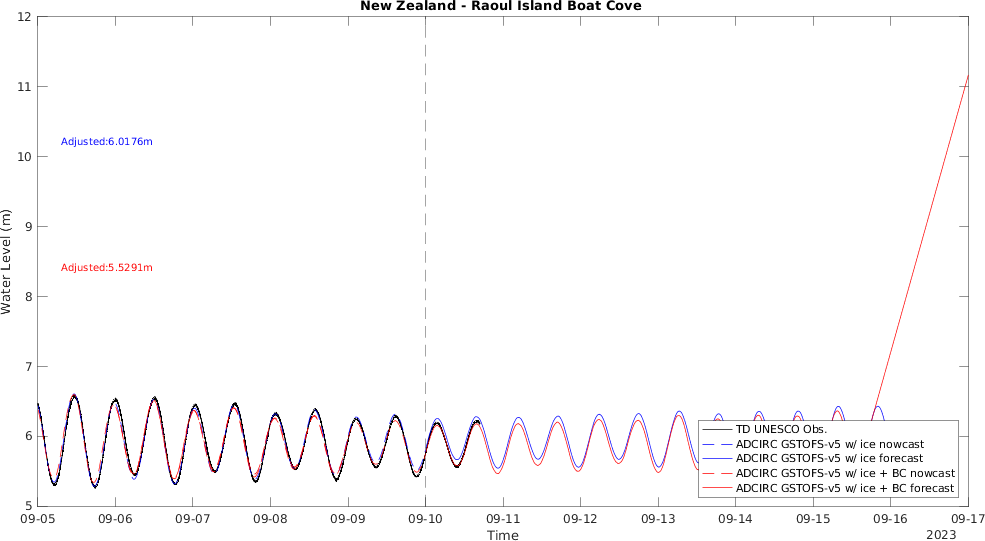 New Zealand - Raoul Island Boat Cove
12
11
10
9
8
7
6
5
Water Level (m)
Adjusted:6.0176m
Adjusted:5.5291m
TD UNESCO Obs.
ADCIRC GSTOFS-v5 w/ ice nowcast
ADCIRC GSTOFS-v5 w/ ice forecast
ADCIRC GSTOFS-v5 w/ ice + BC nowcast
ADCIRC GSTOFS-v5 w/ ice + BC forecast
09-05 09-06 09-07 09-08 09-09 09-10 09-11 09-12 09-13 09-14 09-15 09-16 09-17
Time
2023